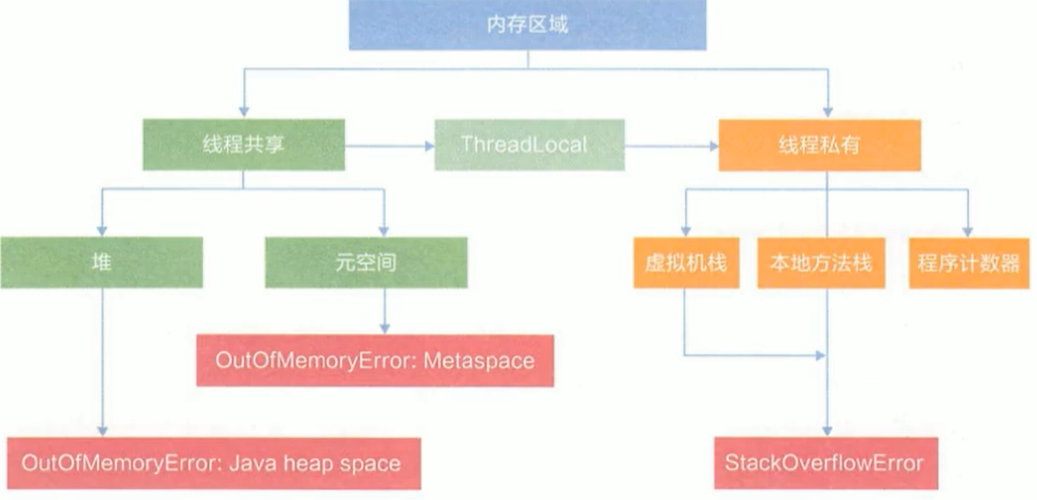 内存区域
线程共享
ThreadLocal
线程私有
堆
元空间
虚拟机栈
本地方法栈
程序计数器
OutOfMemoryError: Metaspace
OutOfMemoryError: Java heap space
StackOverflowError